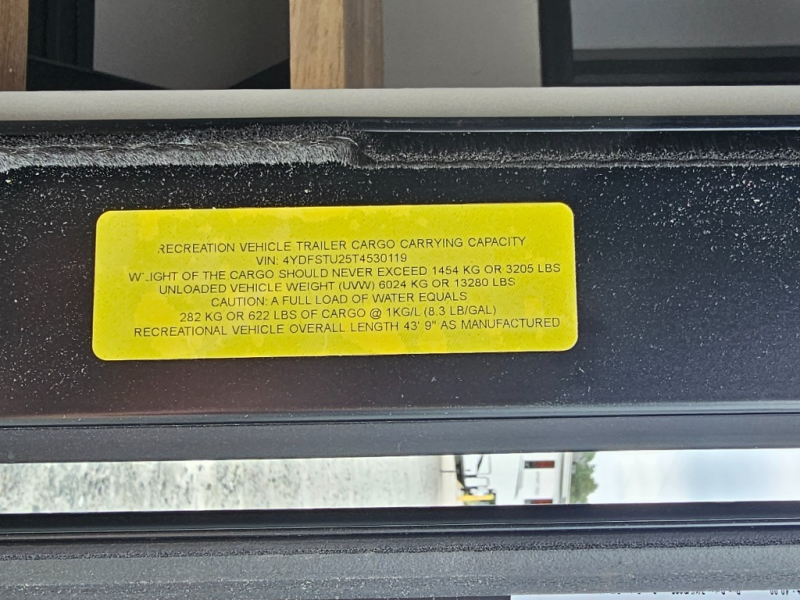 RECREATION VEHICLE TRAILER CARGO CARRYING CAPACITY
VIN: 4YDFSTU25T4530119
OF THE CARGO SHOULD NEVER EXCEED 1454 KG OR 3205 LBS
UNLOADED VEHICLE WEIGHT (UVW) 6024 KG OR 13280 LBS
CAUTION: A FULL LOAD OF WATER EQUALS
282 KG OR 622 LBS OF CARGO @ 1KG/L (8.3 LB/GAL)
RECREATIONAL VEHICLE OVERALL LENGTH 43' 9" AS MANUFACTURED